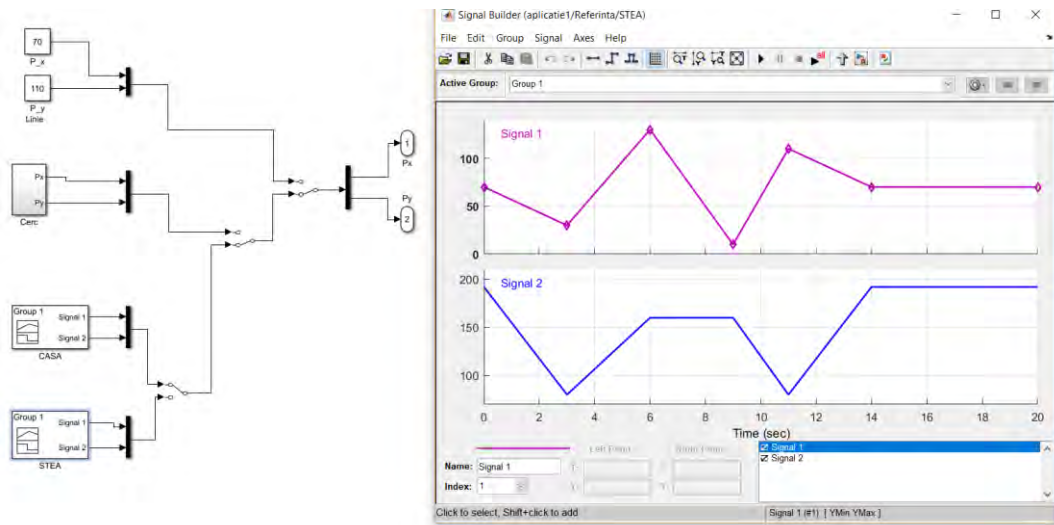 70
P_x
110
P_y
Linie
Px
Py
Cerc
Group 1
Signal 1
Signal 2
CASA
Group 1
Signal 1
Signal 2
STEA
1
Px
Py
2
Signal Builder (aplicatie1/Referinta/STEA)
File Edit Group Signal Axes Help
Active Group: Group 1
Signal 1
100
50
0
Signal 2
200
150
100
0 2 4 6 8 10 12 14 16 18 20
Time (sec)
Name: Signal 1
Index: 1
Left Point
T:
Y:
Signal 1
Signal 2
Click to select, Shift+click to add
Signal 1 (#1) [ YMin YMax ]